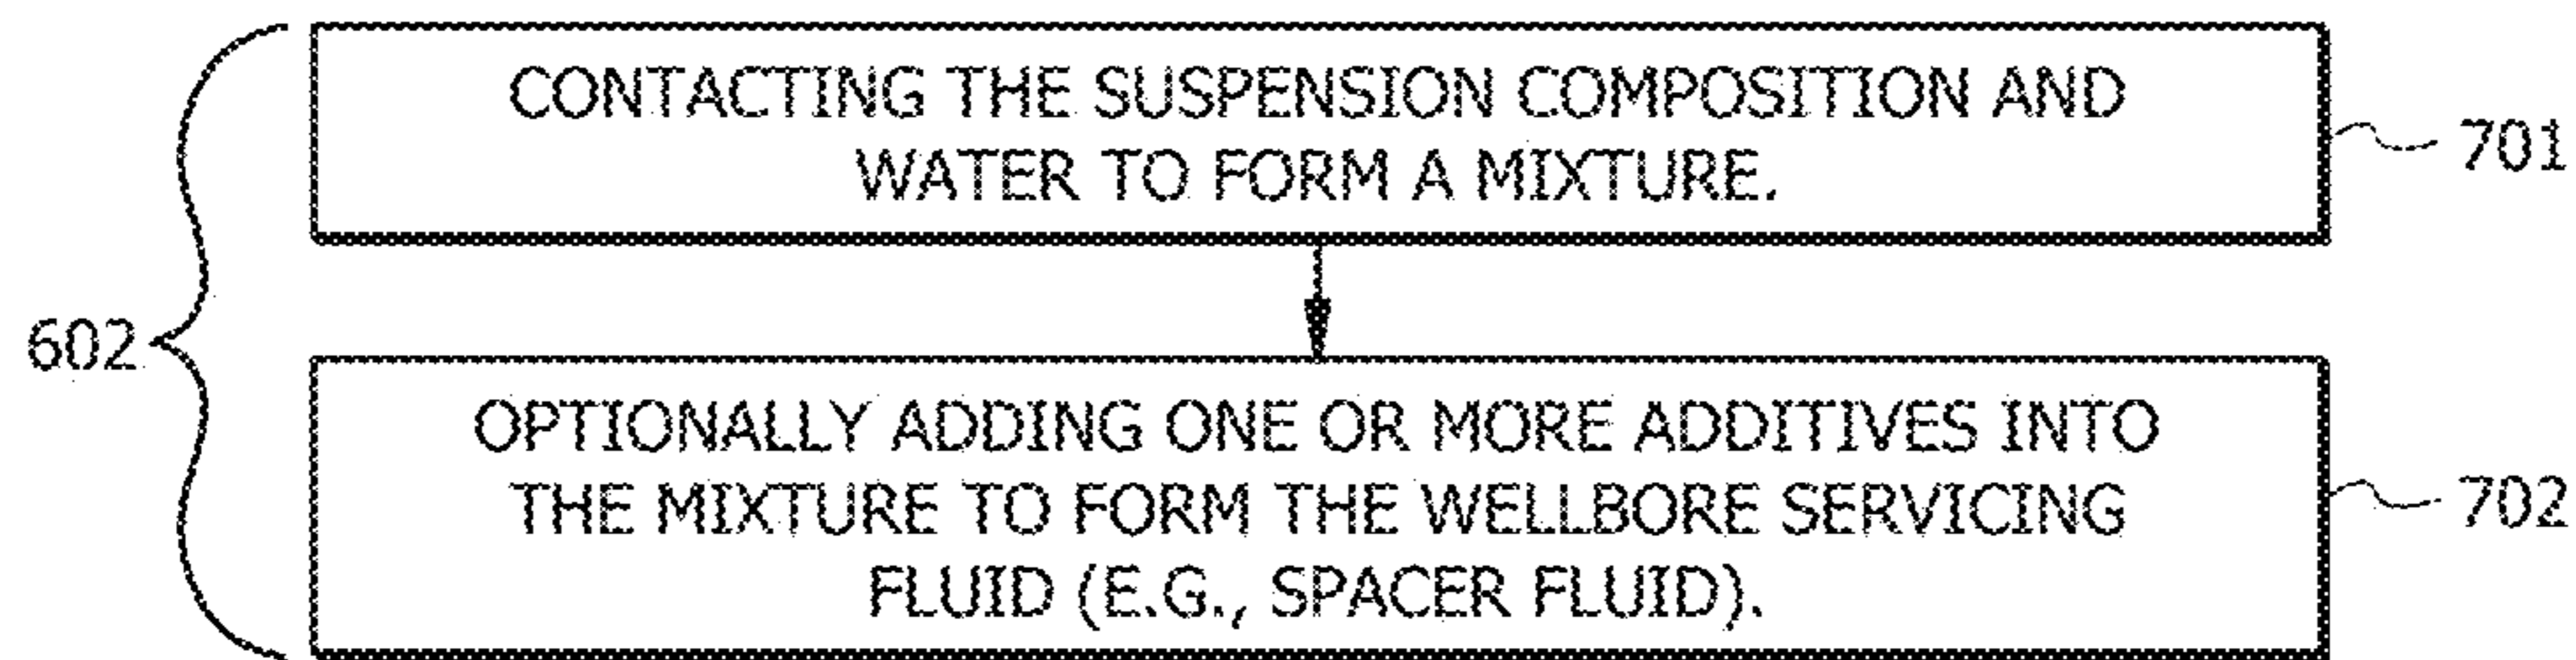 CONTACTING THE SUSPENSION COMPOSITION AND
WATER TO FORM A MIXTURE.
701
602
OPTIONALLY ADDING ONE OR MORE ADDITIVES INTO
THE MIXTURE TO FORM THE WELLBORE SERVICING
FLUID (E.G., SPACER FLUID).
702